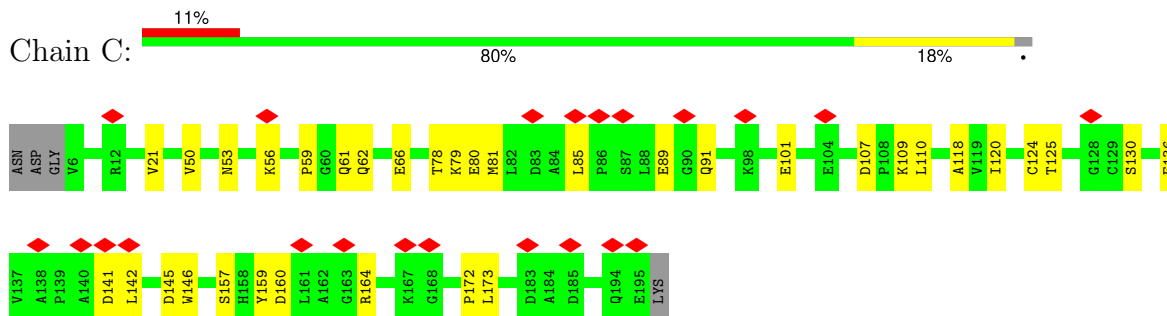 11%
Chain C:
80% 18% •
ASN ASP GLY V6 R12 V21 V50 N53 K56 P59 G60 Q61 Q62 E66 T78 K79 E80 M81 L82 D83 A84 L85 P86 S87 L88 E89 G90 Q91 K98 E101 E104 D107 P108 K109 L110 A118 V119 I120 C124 T125 G128 C129 S130
V137 A138 P139 A140 D141 L142 D145 W146 S157 H158 Y159 D160 L161 A162 G163 R164 K167 G168 P172 L173 D183 A184 D185 Q194 E195 LYS